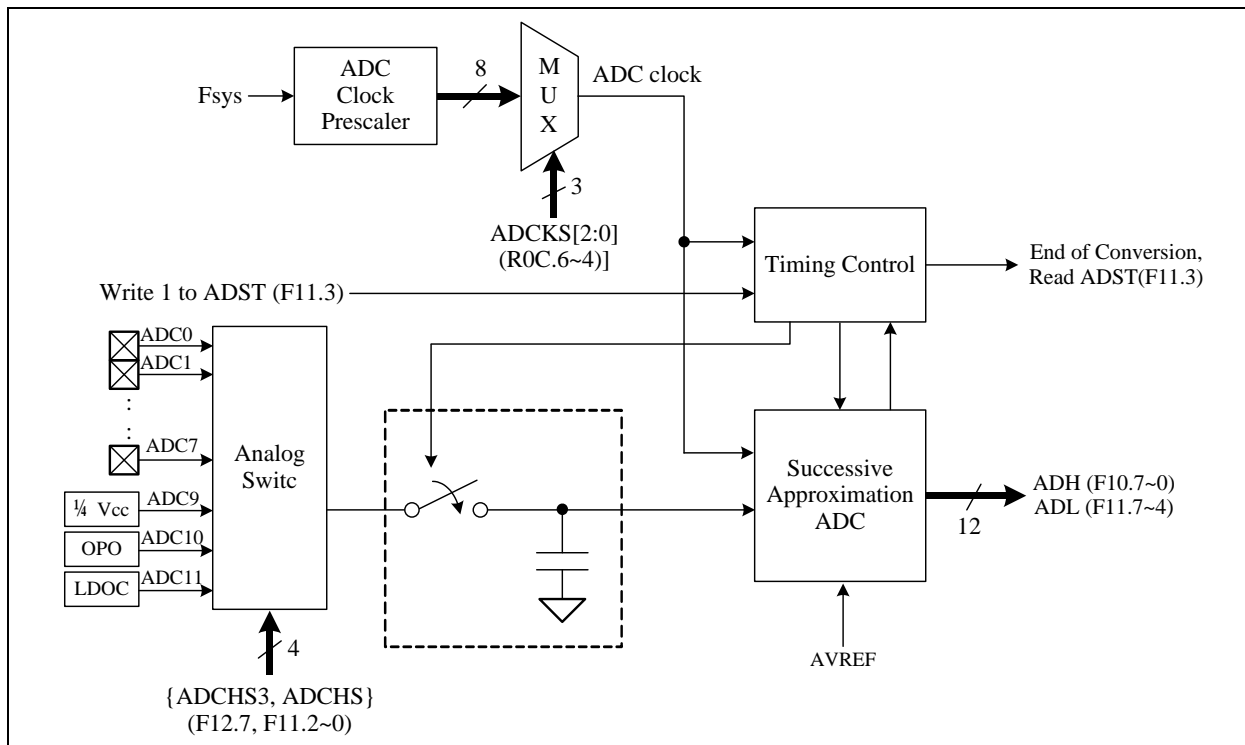 ADC
Clock
Prescaler
Fsys
8
M
U
X
ADC clock
3
ADCKS[2:0]
(R0C.6~4)]
Timing Control
End of Conversion,
Read ADST(F11.3)
Write 1 to ADST (F11.3)
ADC0
ADC1
ADC7
¼ Vcc
ADC9
OPO
ADC10
LDOC
ADC11
Analog
Switc
4
{ADCHS3, ADCHS}
(F12.7, F11.2~0)
Successive
Approximation
ADC
12
ADH (F10.7~0)
ADL (F11.7~4)
AVREF